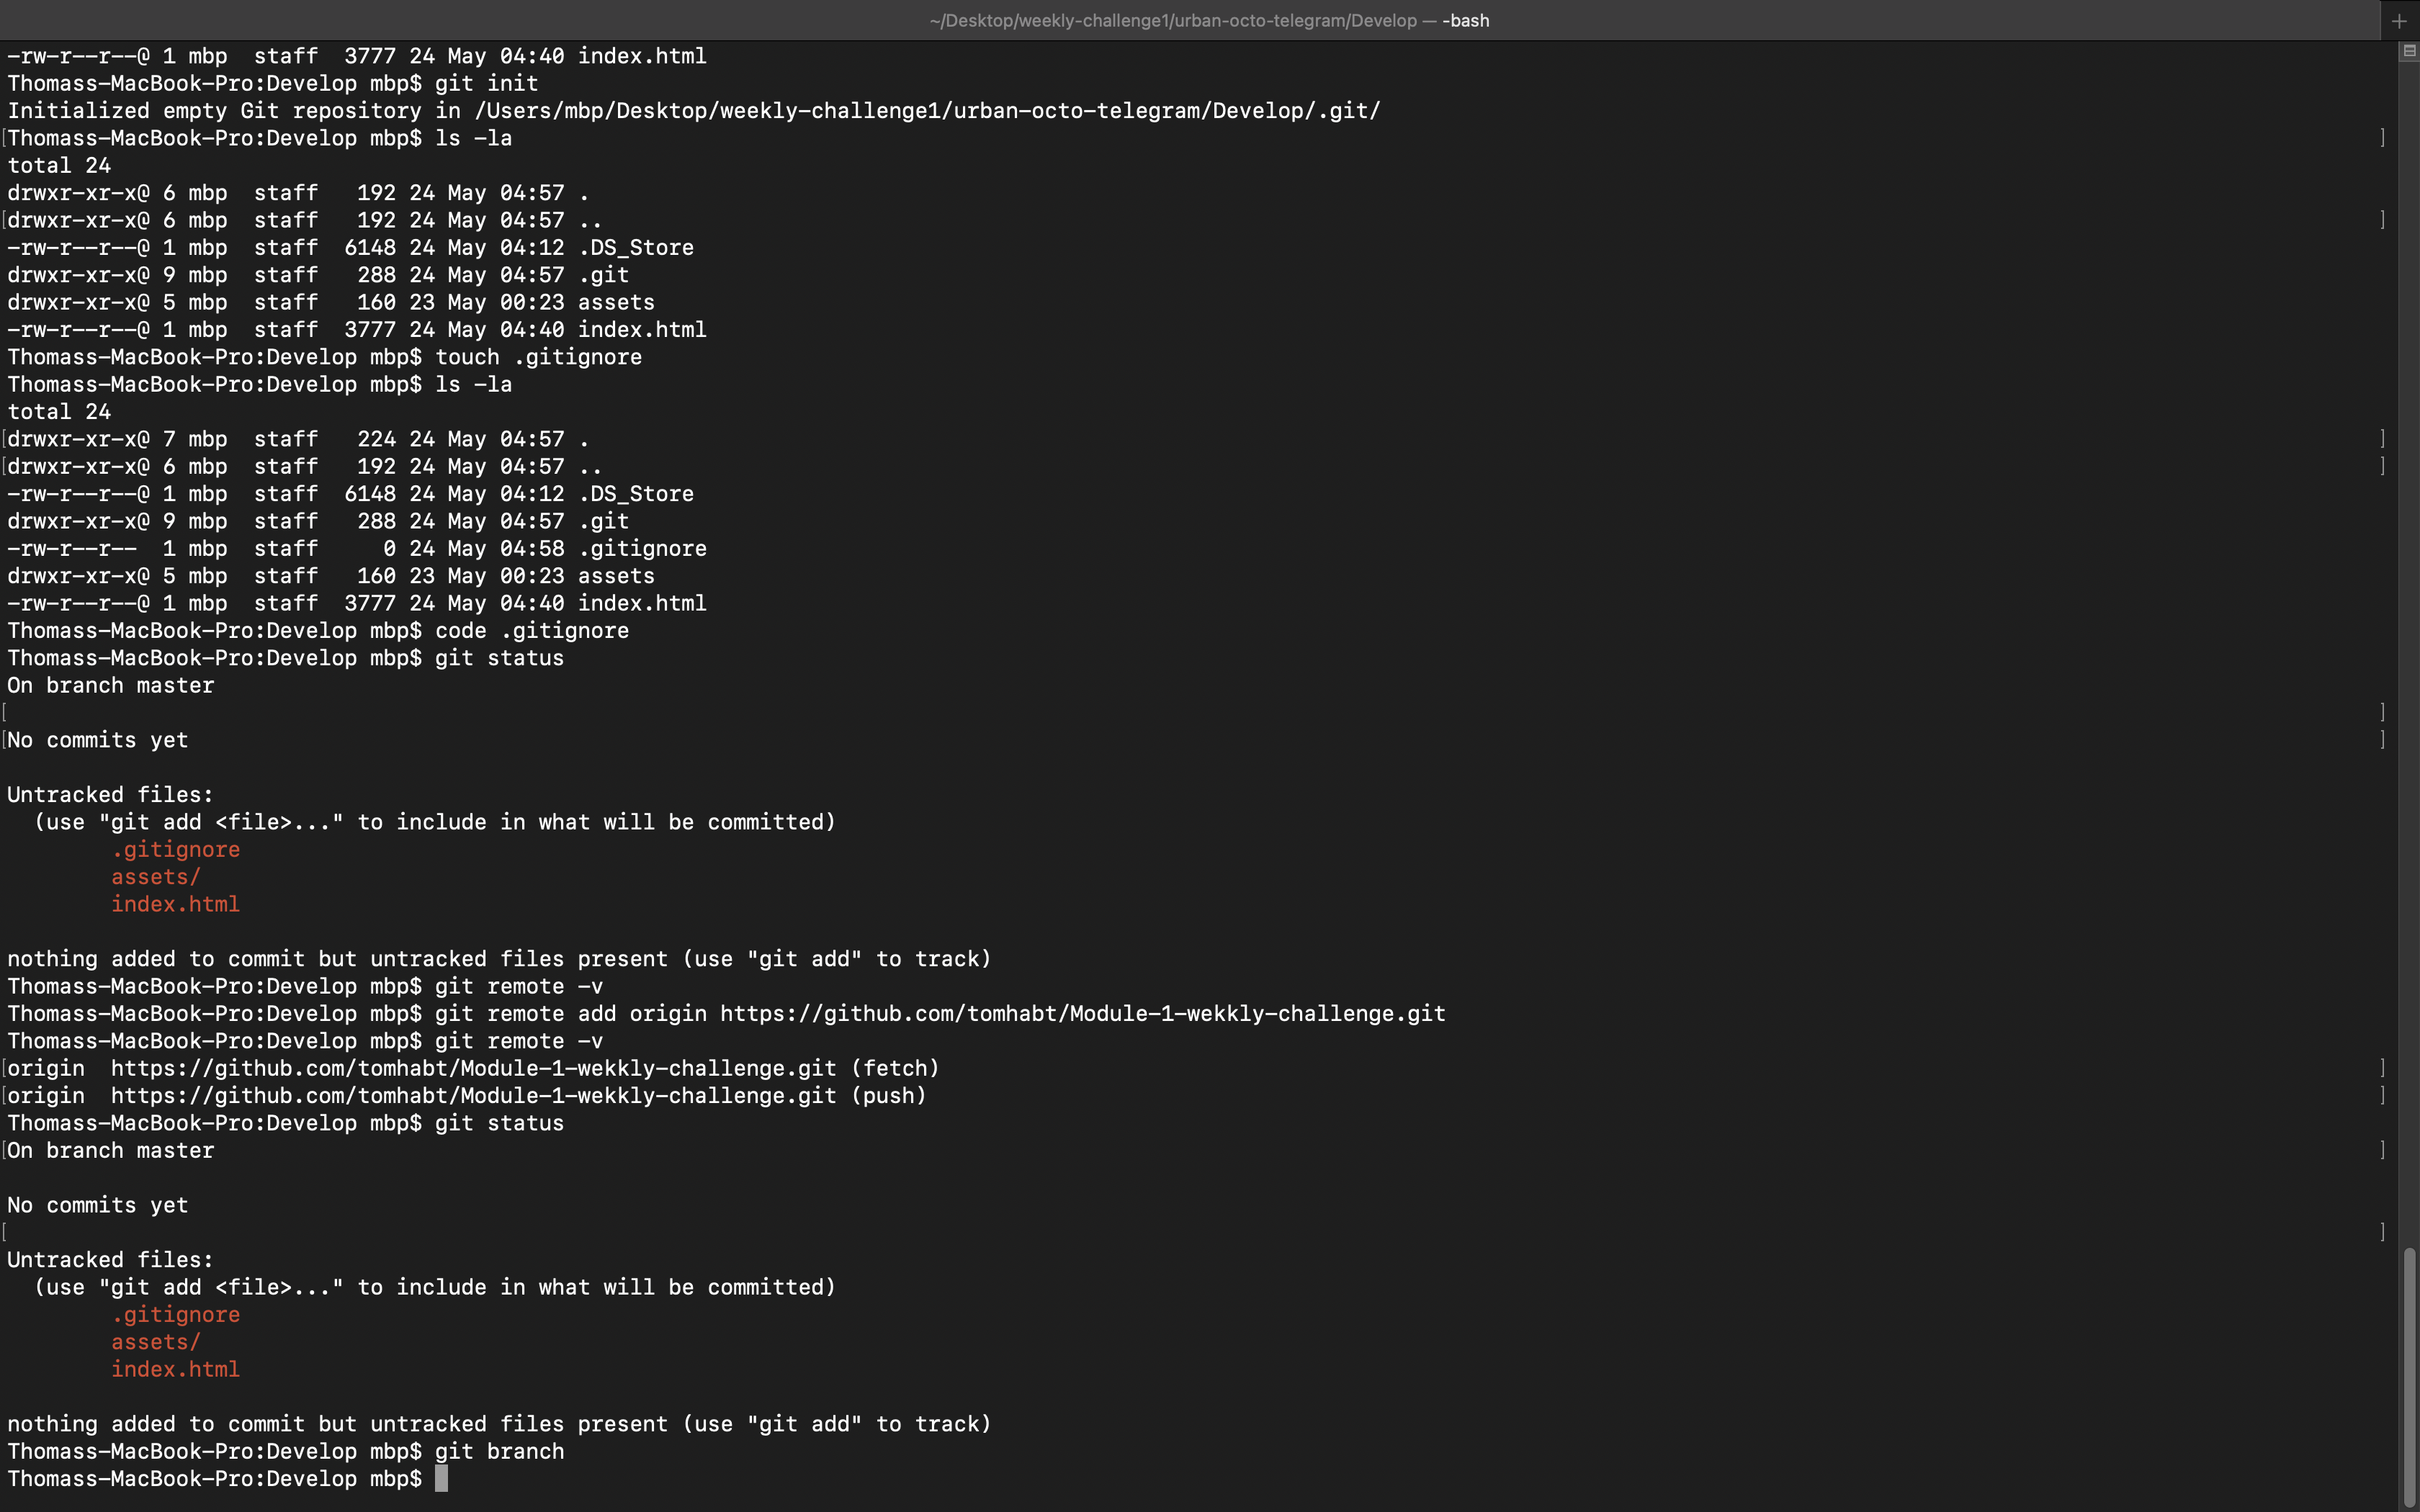 ~/Desktop/weekly-challenge1/urban-octo-telegram/Develop — -bash
-rw-r--r--@ 1 mbp  staff  3777 24 May 04:40 index.html
Thomass-MacBook-Pro:Develop mbp$ git init
Initialized empty Git repository in /Users/mbp/Desktop/weekly-challenge1/urban-octo-telegram/Develop/.git/
[Thomass-MacBook-Pro:Develop mbp$ ls -la ]
total 24
drwxr-xr-x@ 6 mbp  staff   192 24 May 04:57 .
[drwxr-xr-x@ 6 mbp  staff   192 24 May 04:57 .. ]
-rw-r--r--@ 1 mbp  staff  6148 24 May 04:12 .DS_Store
drwxr-xr-x@ 9 mbp  staff   288 24 May 04:57 .git
drwxr-xr-x@ 5 mbp  staff   160 23 May 00:23 assets
-rw-r--r--@ 1 mbp  staff  3777 24 May 04:40 index.html
Thomass-MacBook-Pro:Develop mbp$ touch .gitignore
Thomass-MacBook-Pro:Develop mbp$ ls -la
total 24
[drwxr-xr-x@ 7 mbp  staff   224 24 May 04:57 . ]
[drwxr-xr-x@ 6 mbp  staff   192 24 May 04:57 .. ]
-rw-r--r--@ 1 mbp  staff  6148 24 May 04:12 .DS_Store
drwxr-xr-x@ 9 mbp  staff   288 24 May 04:57 .git
-rw-r--r--  1 mbp  staff     0 24 May 04:58 .gitignore
drwxr-xr-x@ 5 mbp  staff   160 23 May 00:23 assets
-rw-r--r--@ 1 mbp  staff  3777 24 May 04:40 index.html
Thomass-MacBook-Pro:Develop mbp$ code .gitignore
Thomass-MacBook-Pro:Develop mbp$ git status
On branch master
[ ]
[No commits yet ]
Untracked files:
  (use "git add <file>..." to include in what will be committed)
        .gitignore
        assets/
        index.html
nothing added to commit but untracked files present (use "git add" to track)
Thomass-MacBook-Pro:Develop mbp$ git remote -v
Thomass-MacBook-Pro:Develop mbp$ git remote add origin https://github.com/tomhabt/Module-1-wekkly-challenge.git
Thomass-MacBook-Pro:Develop mbp$ git remote -v
[origin  https://github.com/tomhabt/Module-1-wekkly-challenge.git (fetch) ]
[origin  https://github.com/tomhabt/Module-1-wekkly-challenge.git (push) ]
Thomass-MacBook-Pro:Develop mbp$ git status
[On branch master ]
No commits yet
[ ]
Untracked files:
  (use "git add <file>..." to include in what will be committed)
        .gitignore
        assets/
        index.html
nothing added to commit but untracked files present (use "git add" to track)
Thomass-MacBook-Pro:Develop mbp$ git branch
Thomass-MacBook-Pro:Develop mbp$